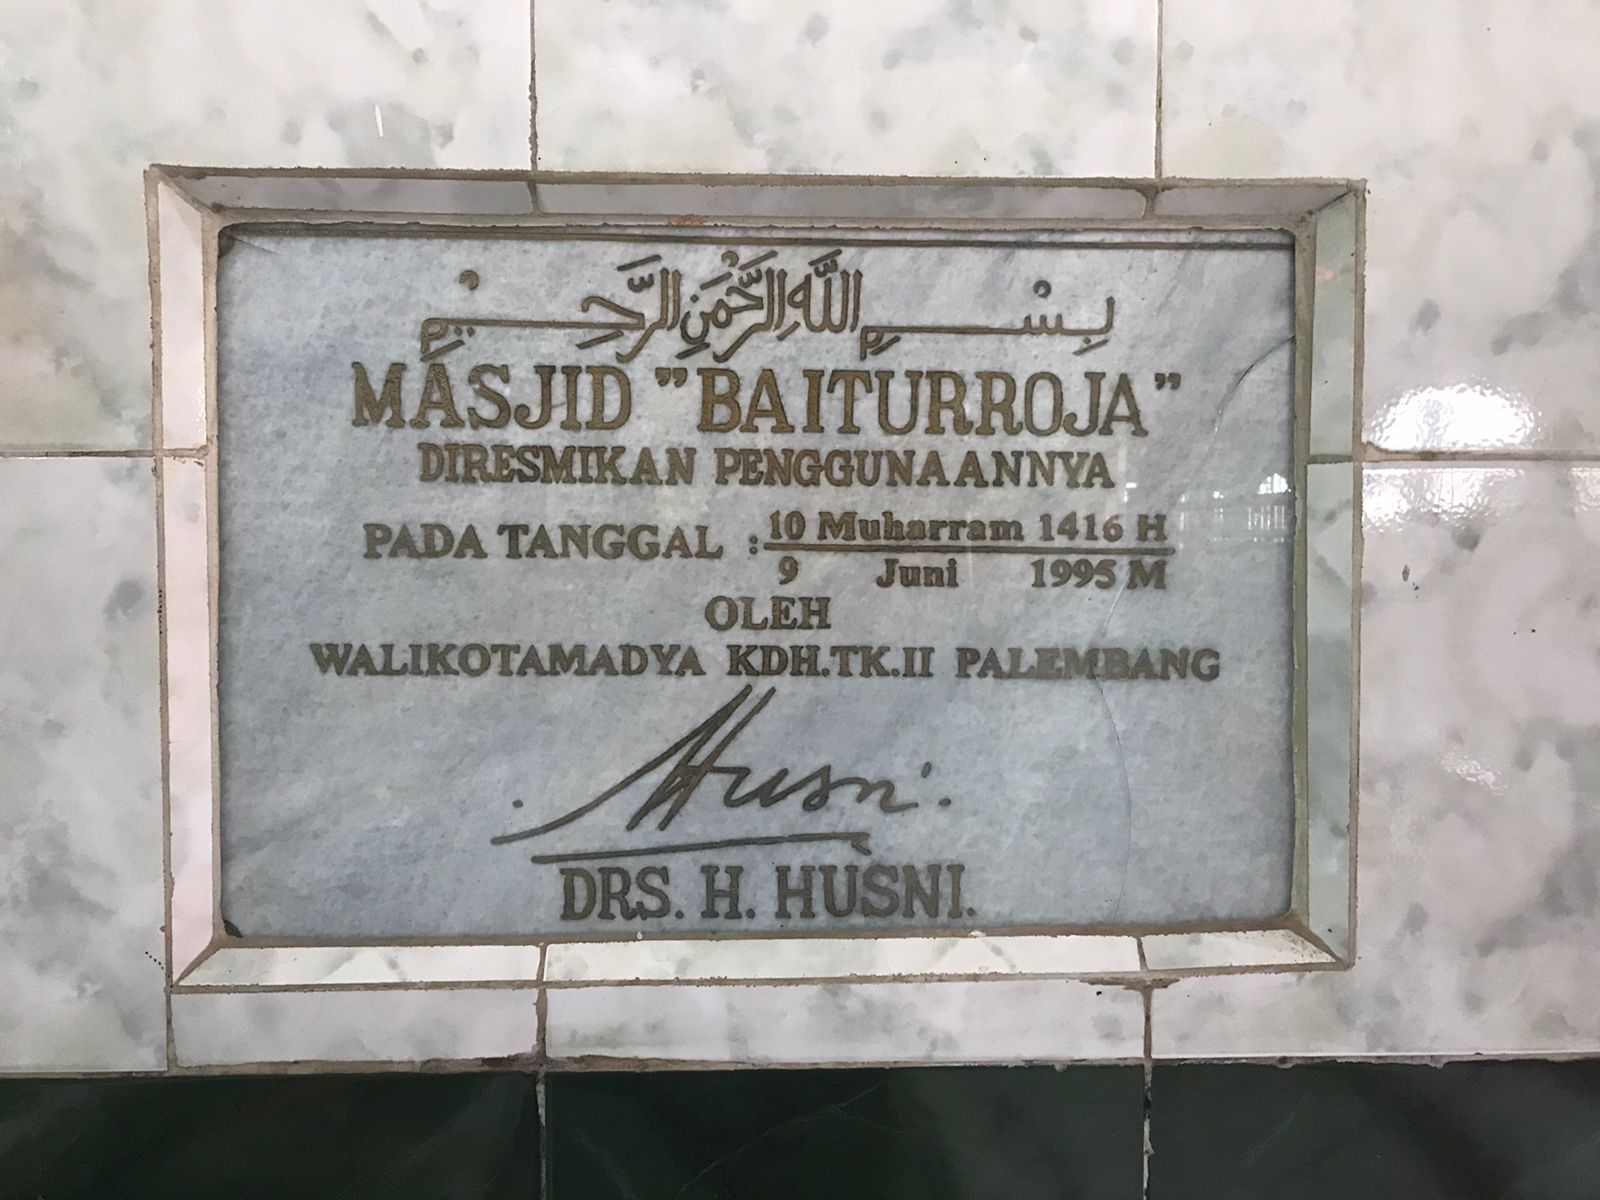 بِسْمِ اللَّهِ الرَّحْمَنِ الرَّحِيْمِ
MASJID "BAITURROJA"
DIRESMIKAN PENGGUNAANNYA
PADA TANGGAL : 10 Muharram 1416 H
9 Juni 1995 M
OLEH
WALIKOTAMADYA KDH.TK.II PALEMBANG
Husni
DRS. H. HUSNI.